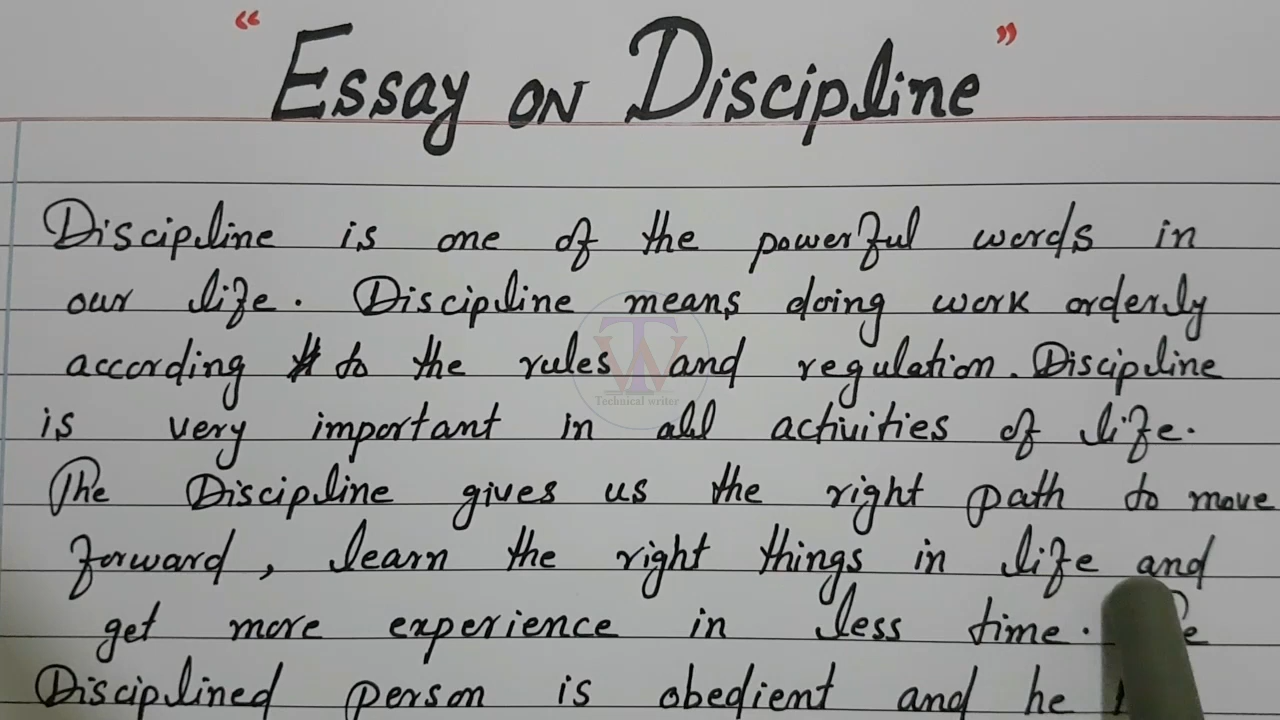 “Essay on Discipline”
Discipline is one of the powerful words in
our life. Discipline means doing work orderly
according to the rules and regulation. Discipline
is very important in all activities of life.
The Discipline gives us the right path to move
forward, learn the right things in life and
get more experience in less time.
Disciplined person is obedient and he
TW
Technical writer